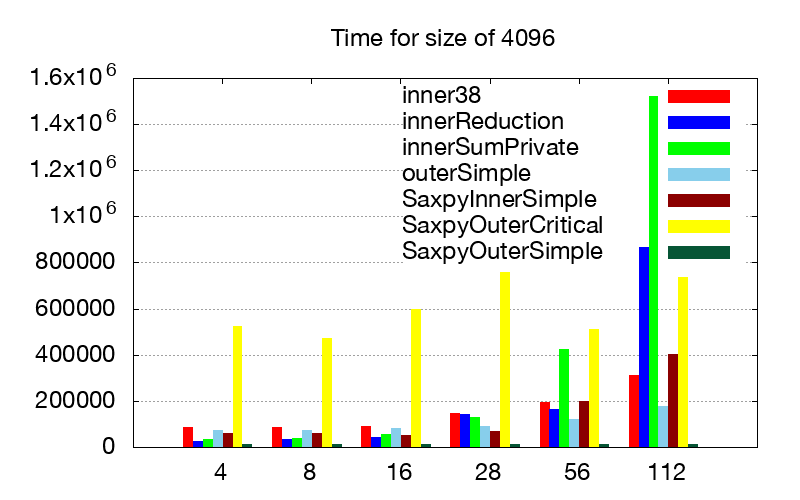 Time for size of 4096
1.6x10^6
1.4x10^6
1.2x10^6
1x10^6
800000
600000
400000
200000
0
inner38
innerReduction
innerSumPrivate
outerSimple
SaxpyInnerSimple
SaxpyOuterCritical
SaxpyOuterSimple
4 8 16 28 56 112